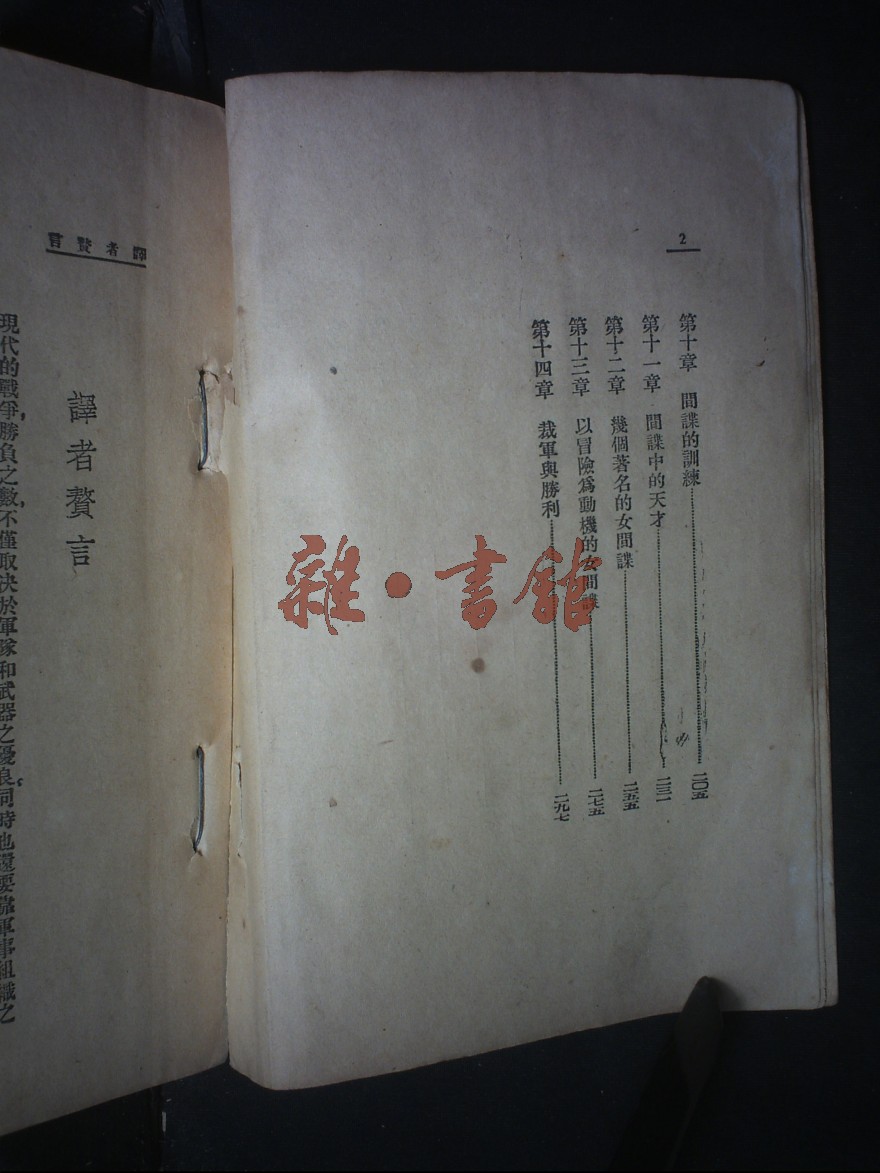 2
第十章 間諜的訓練……二〇五
第十一章 間諜中的天才……二三一
第十二章 幾個著名的女間諜……二五五
第十三章 以冒險爲動機的女間諜……二七五
第十四章 裁軍與勝利……二九七
雜·書館
譯者贅言
譯者贅言
現代的戰爭，勝負之數，不僅取決於軍隊和武器之優良，同時也還要靠軍事組織之